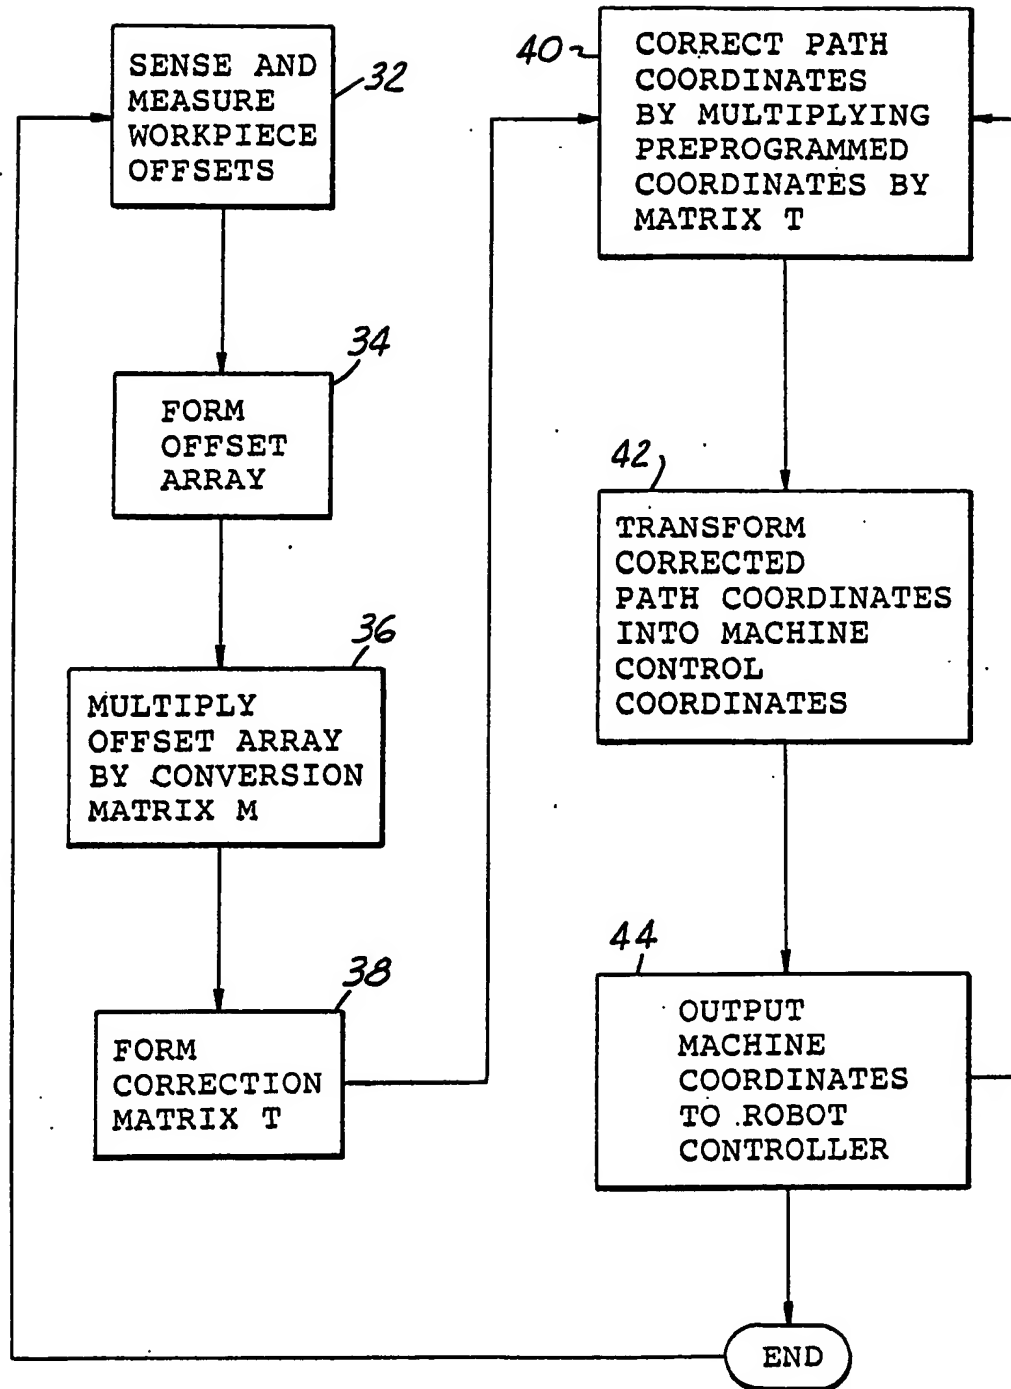 SENSE AND
MEASURE
WORKPIECE
OFFSETS
32
FORM
OFFSET
ARRAY
34
MULTIPLY
OFFSET ARRAY
BY CONVERSION
MATRIX M
36
FORM
CORRECTION
MATRIX T
38
40
CORRECT PATH
COORDINATES
BY MULTIPLYING
PREPROGRAMMED
COORDINATES BY
MATRIX T
42
TRANSFORM
CORRECTED
PATH COORDINATES
INTO MACHINE
CONTROL
COORDINATES
44
OUTPUT
MACHINE
COORDINATES
TO ROBOT
CONTROLLER
END